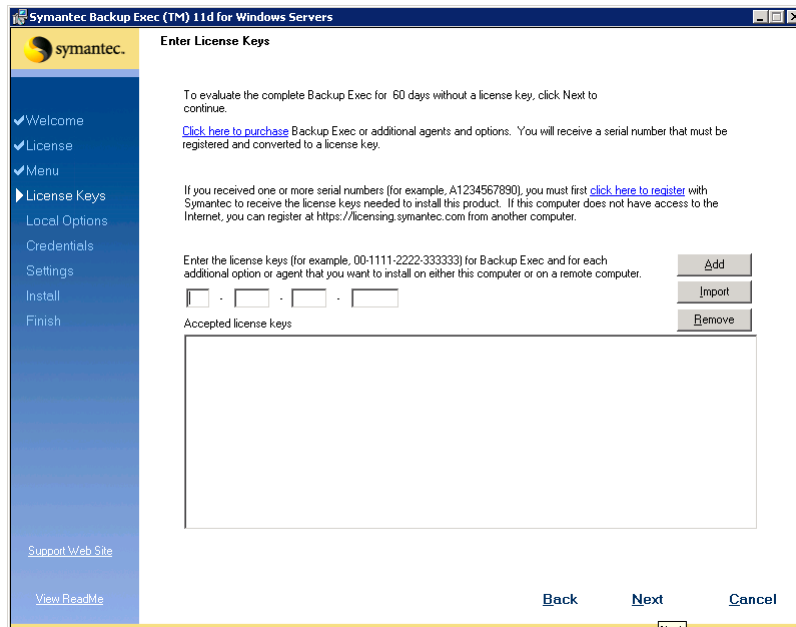 Symantec Backup Exec (TM) 11d for Windows Servers
symantec.
Enter License Keys
To evaluate the complete Backup Exec for 60 days without a license key, click Next to
continue.
Click here to purchase Backup Exec or additional agents and options. You will receive a serial number that must be
registered and converted to a license key.
If you received one or more serial numbers (for example, A1234567890), you must first click here to register with
Symantec to receive the license keys needed to install this product. If this computer does not have access to the
Internet, you can register at https://licensing.symantec.com from another computer.
Enter the license keys (for example, 00-1111-2222-333333) for Backup Exec and for each
additional option or agent that you want to install on either this computer or on a remote computer.
Add
Import
Remove
Accepted license keys
Welcome
License
Menu
License Keys
Local Options
Credentials
Settings
Install
Finish
Support Web Site
View ReadMe
Back
Next
Cancel